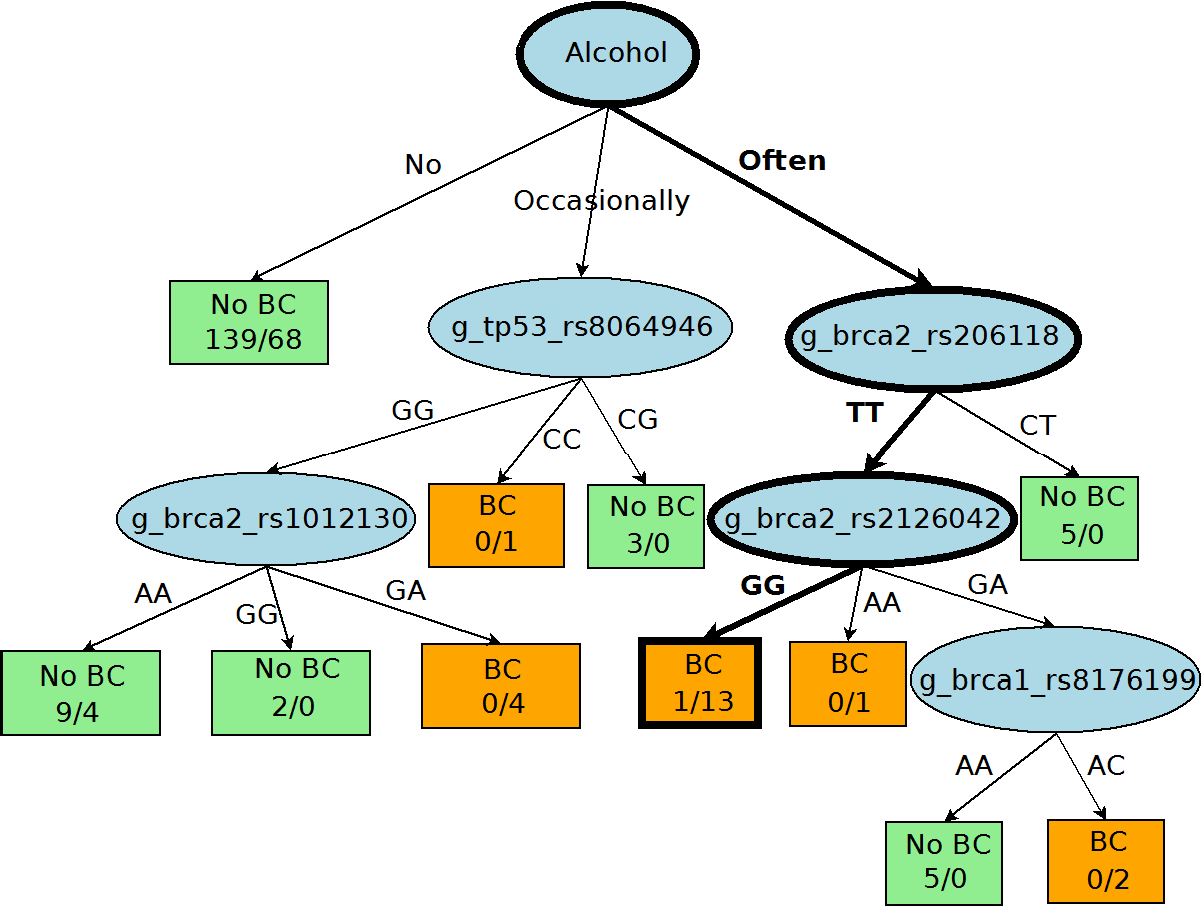 Alcohol
No
Often
Occasionally
No BC
139/68
g_tp53_rs8064946
g_brca2_rs206118
GG
CC
CG
TT
CT
g_brca2_rs1012130
BC
0/1
No BC
3/0
g_brca2_rs2126042
No BC
5/0
AA
GG
GA
GG
AA
GA
No BC
9/4
No BC
2/0
BC
0/4
BC
1/13
BC
0/1
g_brca1_rs8176199
AA
AC
No BC
5/0
BC
0/2